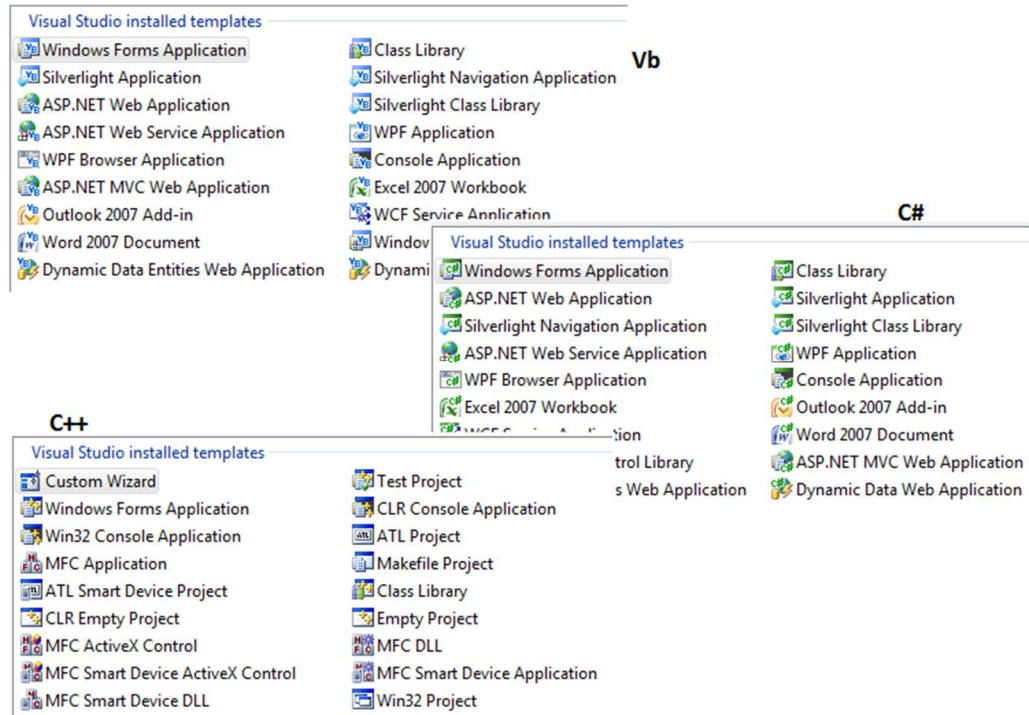 Visual Studio installed templates
Windows Forms Application
Silverlight Application
ASP.NET Web Application
ASP.NET Web Service Application
WPF Browser Application
ASP.NET MVC Web Application
Outlook 2007 Add-in
Word 2007 Document
Dynamic Data Entities Web Application
Class Library
Silverlight Navigation Application
Silverlight Class Library
WPF Application
Console Application
Excel 2007 Workbook
WCF Service Application
Window
Dynami
Vb
C#
Visual Studio installed templates
Windows Forms Application
ASP.NET Web Application
Silverlight Navigation Application
ASP.NET Web Service Application
WPF Browser Application
Excel 2007 Workbook
trol Library
s Web Application
Class Library
Silverlight Application
Silverlight Class Library
WPF Application
Console Application
Outlook 2007 Add-in
Word 2007 Document
ASP.NET MVC Web Application
Dynamic Data Web Application
C++
Visual Studio installed templates
Custom Wizard
Windows Forms Application
Win32 Console Application
MFC Application
ATL Smart Device Project
CLR Empty Project
MFC ActiveX Control
MFC Smart Device ActiveX Control
MFC Smart Device DLL
Test Project
CLR Console Application
ATL Project
Makefile Project
Class Library
Empty Project
MFC DLL
MFC Smart Device Application
Win32 Project